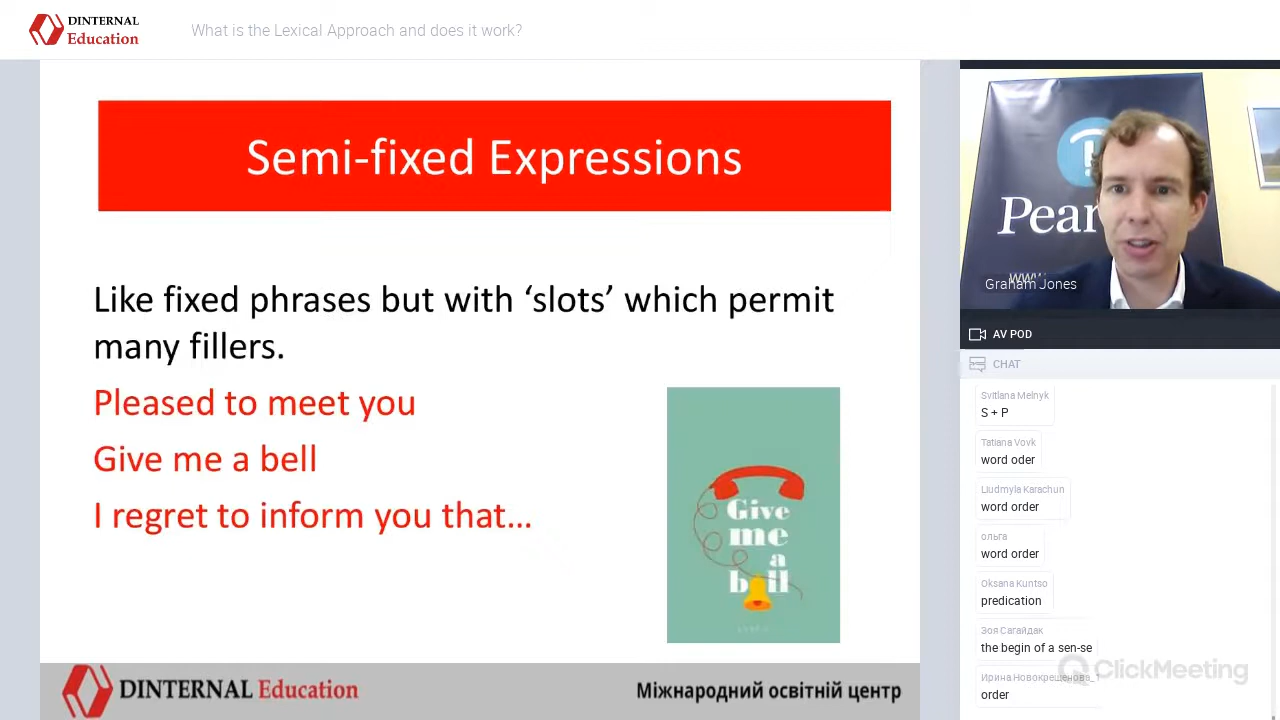 DINTERNAL
Education
What is the Lexical Approach and does it work?
Semi-fixed Expressions
Like fixed phrases but with ‘slots’ which permit
many fillers.
Pleased to meet you
Give me a bell
I regret to inform you that...
Give
me
a
bell
DINTERNAL Education
Міжнародний освітній центр
Pear
www.
Graham Jones
AV POD
CHAT
Svitlana Melnyk
S + P
Tatiana Vovk
word oder
Liudmyla Karachun
word order
ольга
word order
Oksana Kuntso
predication
Зоя Сагайдак
the begin of a sen-se
Ирина Новокрещенова_1
order
ClickMeeting